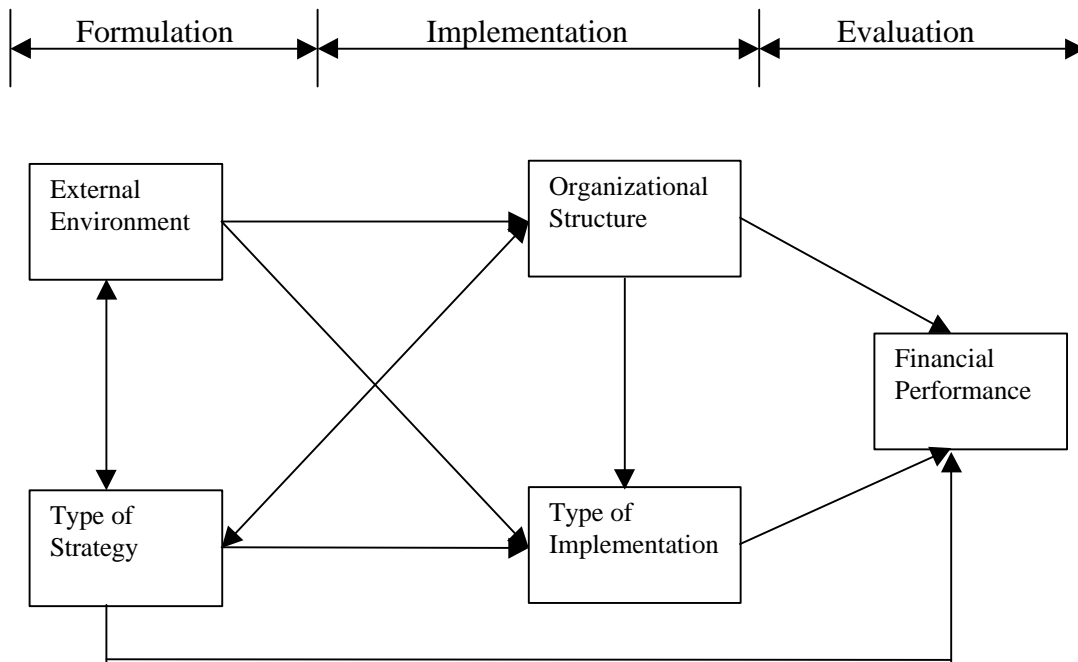 Formulation
Implementation
Evaluation
External
Environment
Organizational
Structure
Financial
Performance
Type of
Strategy
Type of
Implementation